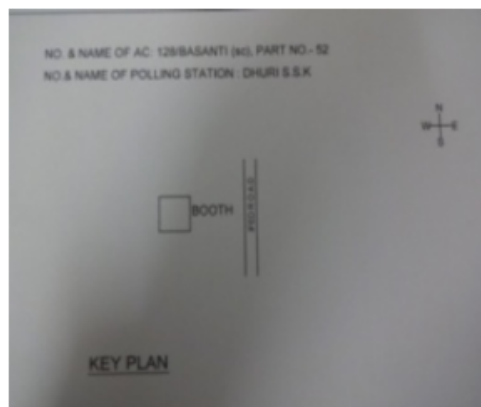 NO. & NAME OF AC: 128/BASANTI (sc), PART NO.- 52
NO.& NAME OF POLLING STATION : DHURI S.S.K
N
W E
S
BOOTH
KEY PLAN